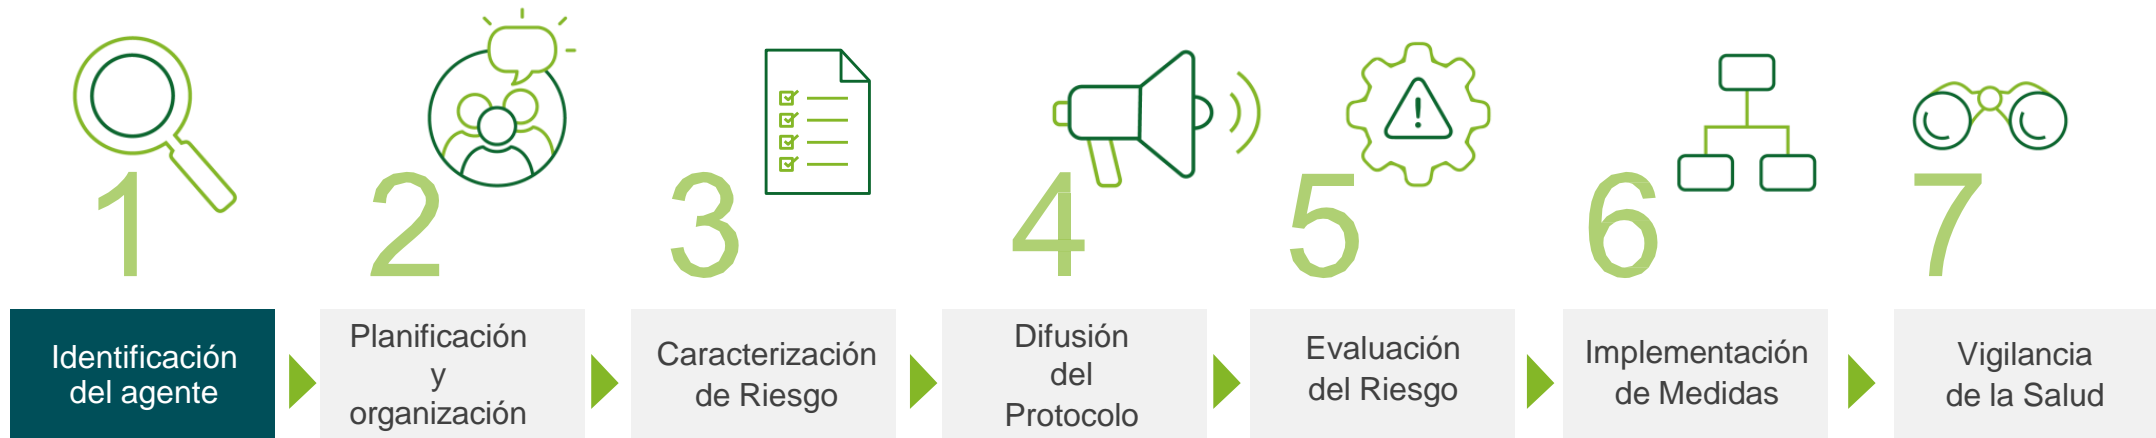 1
2
3
4
5
6
7
Identificación
del agente
Planificación
y
organización
Caracterización
de Riesgo
Difusión
del
Protocolo
Evaluación
del Riesgo
Implementación
de Medidas
Vigilancia
de la Salud